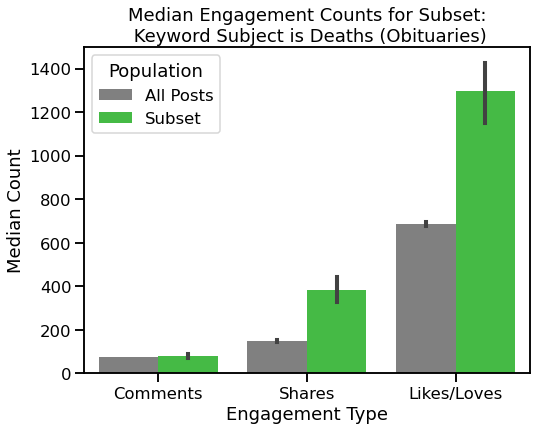 Median Engagement Counts for Subset:
Keyword Subject is Deaths (Obituaries)
Population
All Posts
Subset
Median Count
1400
1200
1000
800
600
400
200
0
Comments
Shares
Likes/Loves
Engagement Type